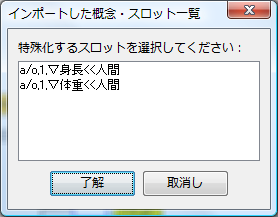 インポートした概念・スロット一覧
特殊化するスロットを選択してください：
a/o,1,▽身長<<人間
a/o,1,▽体重<<人間
了解
取消し